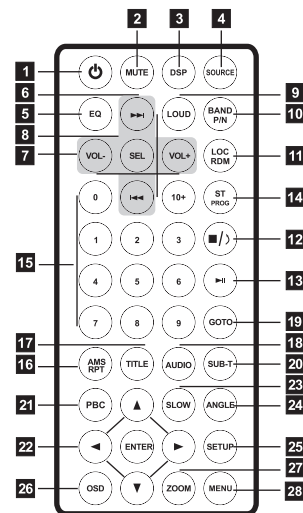 2 3 4
1 MUTE DSP SOURCE
6 9
5 EQ LOUD BAND P/N 10
8
7 VOL- SEL VOL+ LOC RDM 11
0 10+ ST PROG 14
1 2 3 12
15 13
4 5 6
7 8 9 GOTO 19
17 18
16 AMS RPT TITLE AUDIO SUB-T 20
23
21 PBC SLOW ANGLE 24
22 ENTER SETUP 25
27
26 OSD ZOOM MENU 28